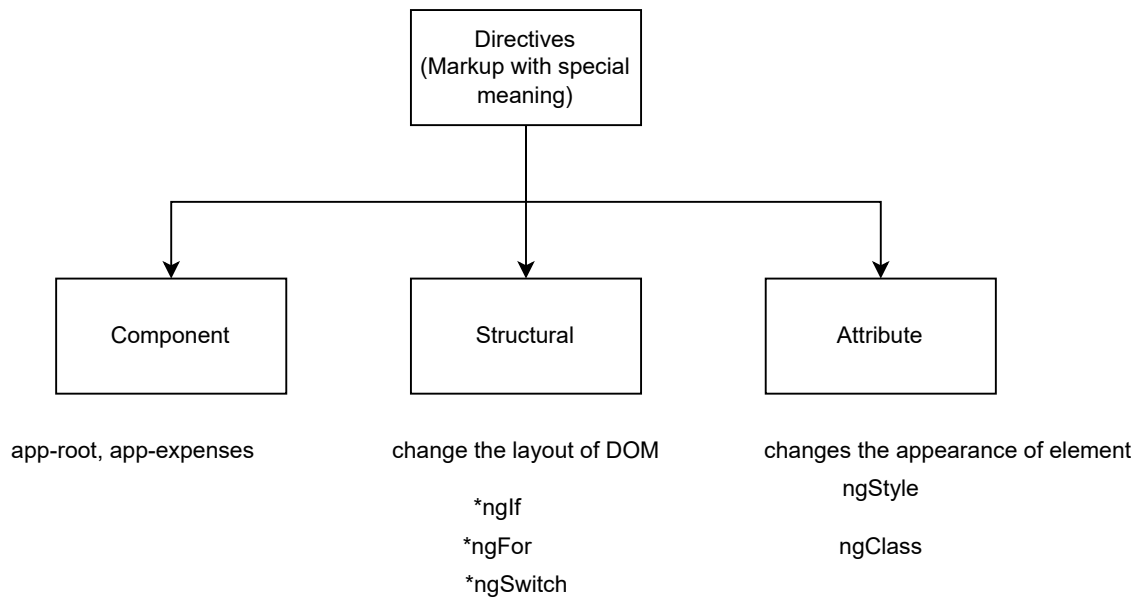 Directives
(Markup with special
meaning)
Component
Structural
Attribute
app-root, app-expenses
change the layout of DOM
changes the appearance of element
ngStyle
*ngIf
*ngFor
ngClass
*ngSwitch